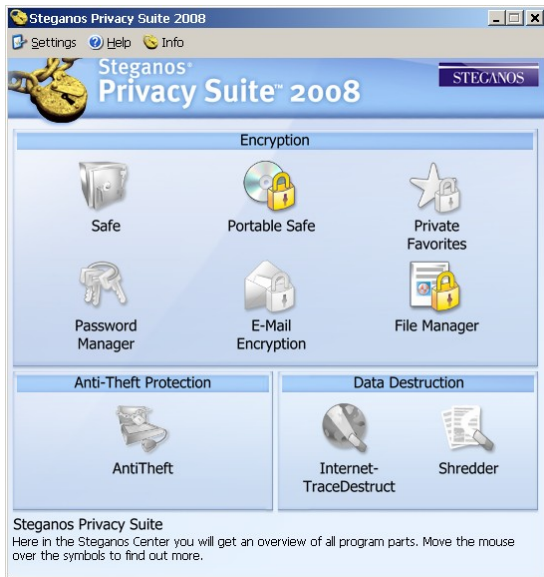 Steganos Privacy Suite 2008
Settings Help Info
Steganos®
Privacy Suite™ 2008
STEGANOS
Encryption
Safe
Portable Safe
Private
Favorites
Password
Manager
E-Mail
Encryption
File Manager
Anti-Theft Protection
AntiTheft
Data Destruction
Internet-
TraceDestruct
Shredder
Steganos Privacy Suite
Here in the Steganos Center you will get an overview of all program parts. Move the mouse
over the symbols to find out more.